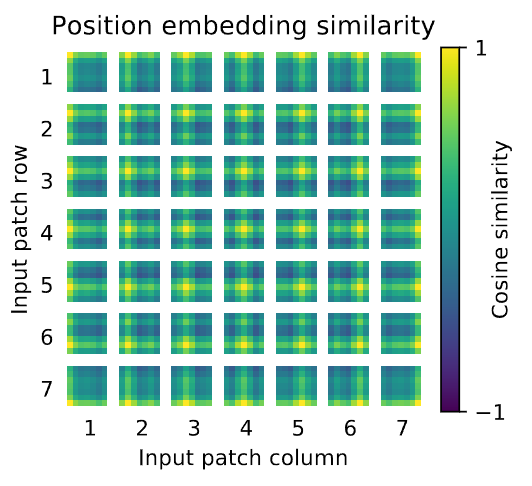 Position embedding similarity
Input patch row
1
2
3
4
5
6
7
1 2 3 4 5 6 7
Input patch column
1
−1
Cosine similarity